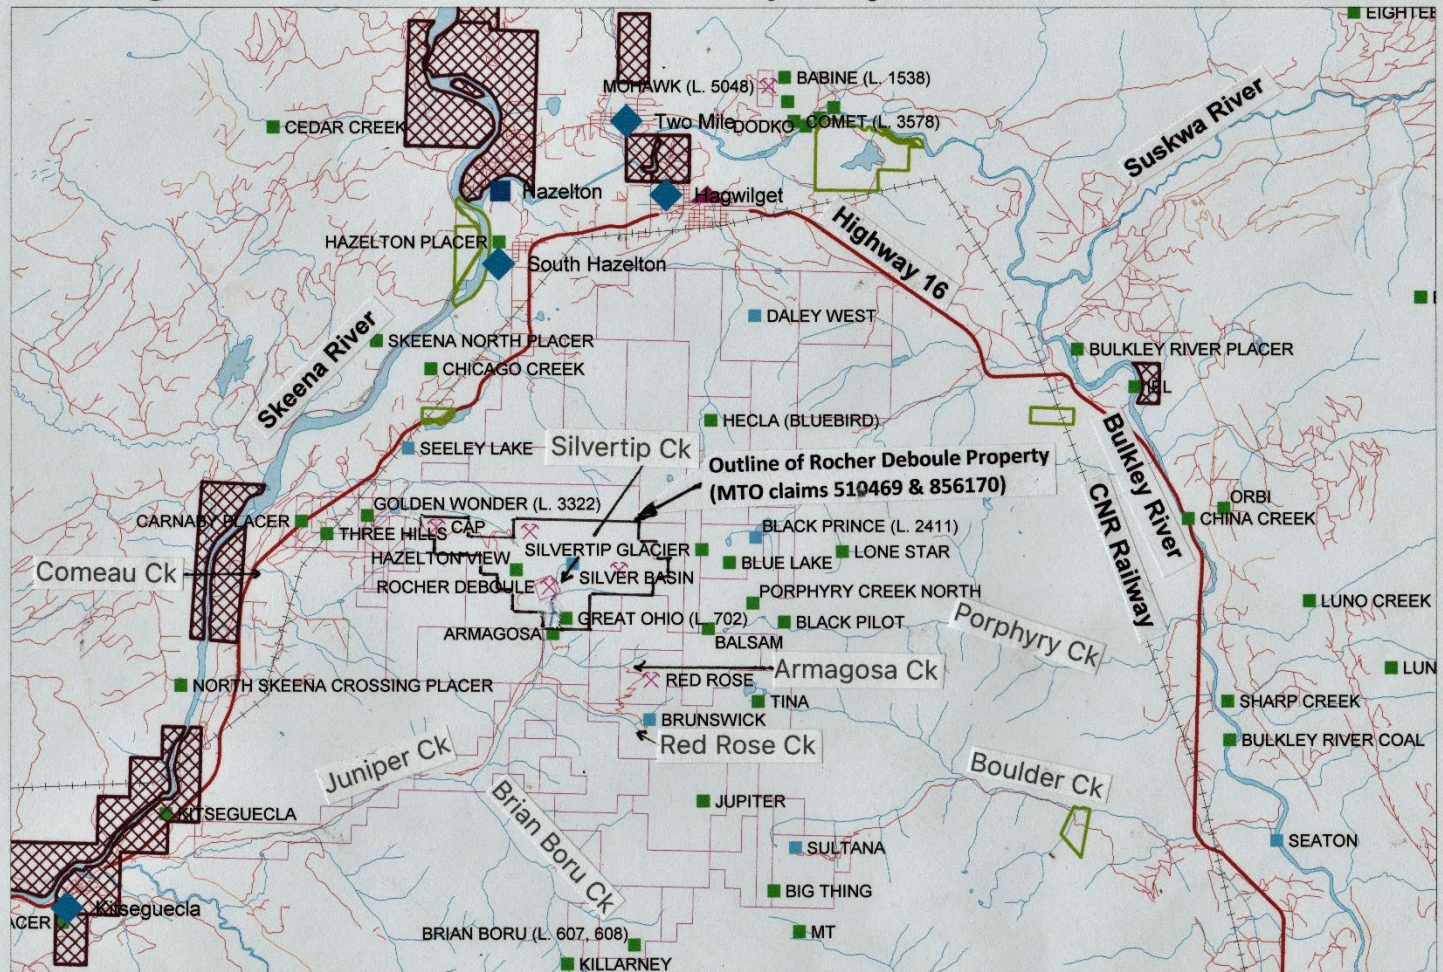 EIGHTEE
BABINE (L. 1538)
MOHAWK (L. 5048)
CEDAR CREEK
Two Mile
DODKO
COMET (L. 3578)
Suskwa River
Hazelton
Hagwilget
HAZELTON PLACER
South Hazelton
Highway 16
DALEY WEST
SKEENA NORTH PLACER
BULKLEY RIVER PLACER
CHICAGO CREEK
Skeena River
HECLA (BLUEBIRD)
SEELEY LAKE
Silvertip Ck
Outline of Rocher Deboule Property
(MTO claims 510469 & 856170)
Bulkley River
CNR Railway
GOLDEN WONDER (L. 3322)
ORBI
CARNABY PLACER
THREE HILLS
CAP
BLACK PRINCE (L. 2411)
CHINA CREEK
HAZELTON VIEW
SILVERTIP GLACIER
LONE STAR
BLUE LAKE
Comeau Ck
ROCHER DEBOULE
SILVER BASIN
PORPHYRY CREEK NORTH
LUNO CREEK
GREAT OHIO (L. 702)
BLACK PILOT
Porphyry Ck
ARMAGOSA
BALSAM
Armagosa Ck
LUN
NORTH SKEENA CROSSING PLACER
RED ROSE
TINA
SHARP CREEK
BRUNSWICK
Red Rose Ck
BULKLEY RIVER COAL
Juniper Ck
Boulder Ck
Brian Boru Ck
JUPITER
KITSEGUECLA
SEATON
SULTANA
BIG THING
Kitseguecla
ACER
BRIAN BORU (L. 607, 608)
MT
KILLARNEY